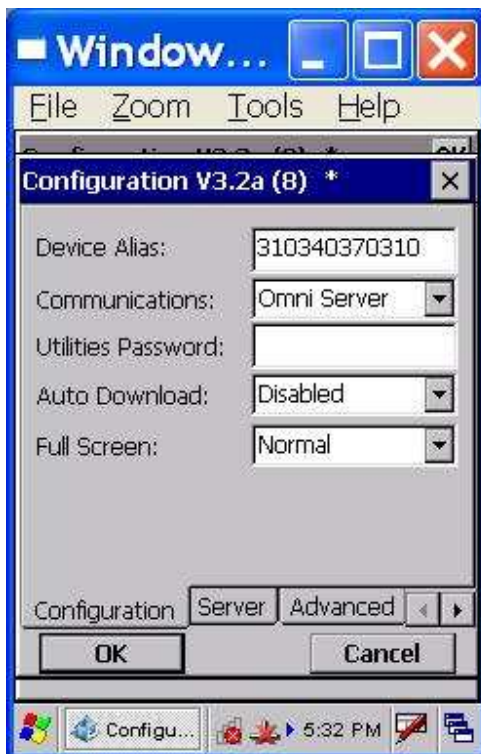 Window...
File Zoom Tools Help
Configuration V3.2a (8) *
Device Alias: 310340370310
Communications: Omni Server
Utilities Password:
Auto Download: Disabled
Full Screen: Normal
Configuration Server Advanced
OK Cancel
Configu... 5:32 PM